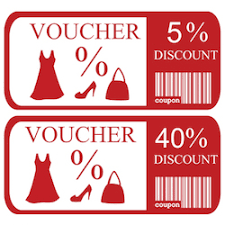 VOUCHER
%
5%
DISCOUNT
coupon
VOUCHER
%
40%
DISCOUNT
coupon